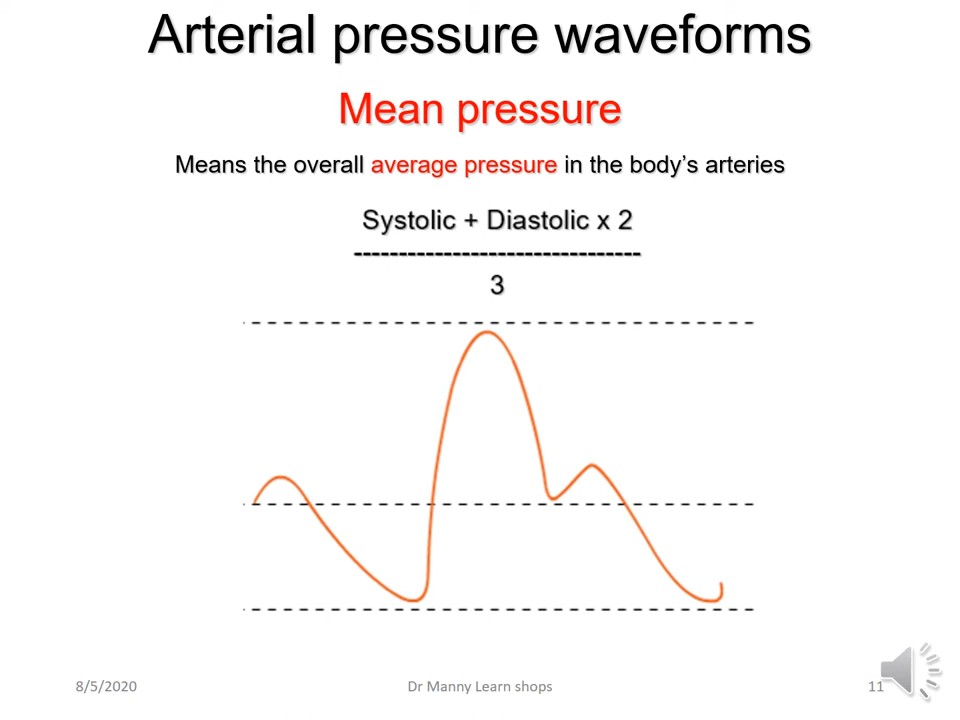 Arterial pressure waveforms
Mean pressure
Means the overall average pressure in the body's arteries
Systolic + Diastolic x 2
--------------------------------
3
8/5/2020
Dr Manny Learn shops
11